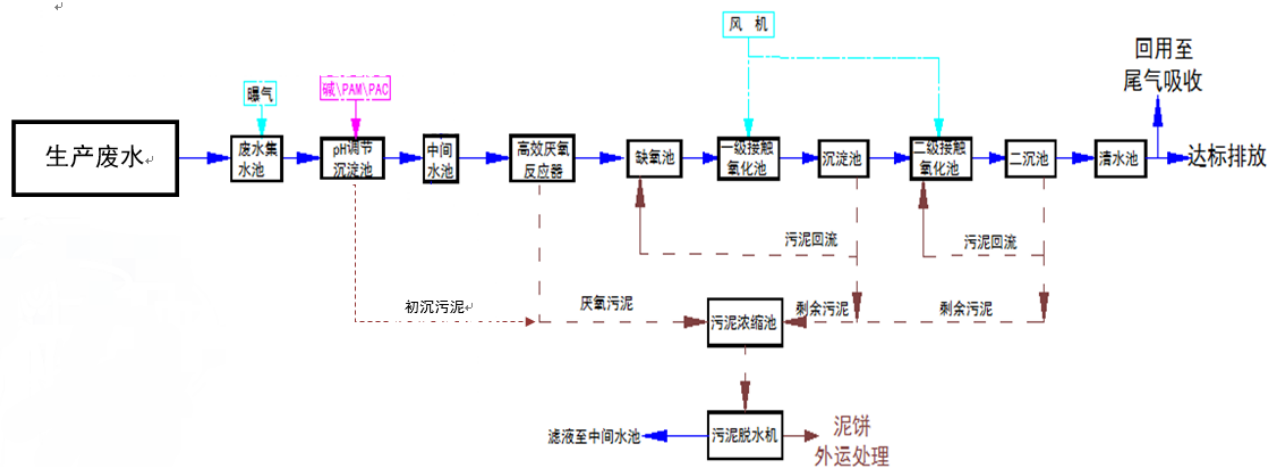 风 机
回用至
尾气吸收
曝气
碱\PAM\PAC
生产废水
废水集
水池
pH调节
沉淀池
中间
水池
高效厌氧
反应器
缺氧池
一级接触
氧化池
沉淀池
二级接触
氧化池
二沉池
清水池
达标排放
污泥回流
污泥回流
初沉污泥
厌氧污泥
污泥浓缩池
剩余污泥
剩余污泥
滤液至中间水池
污泥脱水机
泥饼
外运处理